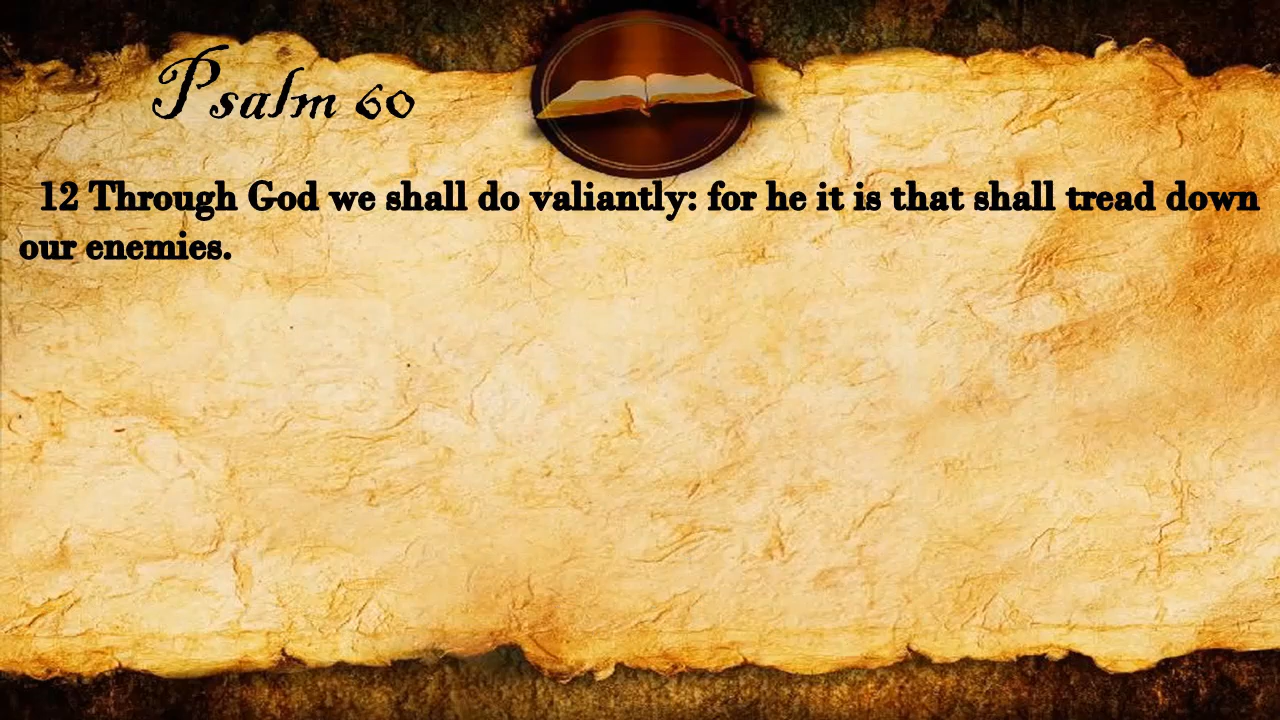 Psalm 60
12 Through God we shall do valiantly: for he it is that shall tread down
our enemies.